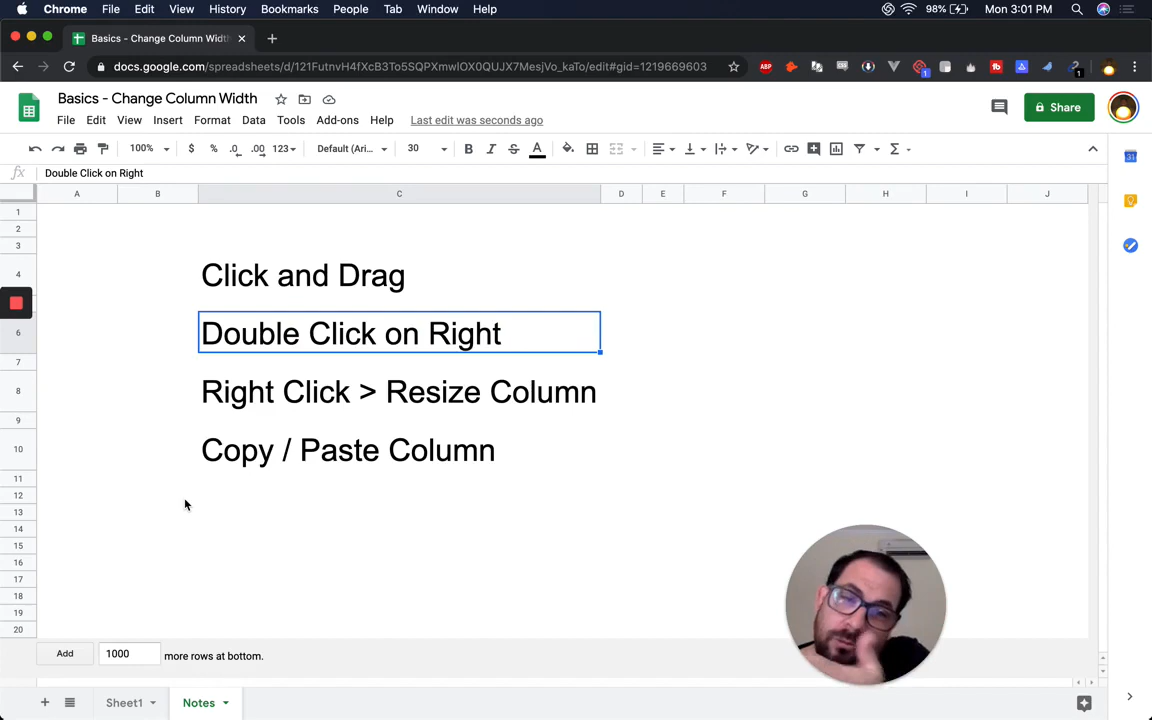 Chrome File Edit View History Bookmarks People Tab Window Help 98% Mon 3:01 PM
Basics - Change Column Width
docs.google.com/spreadsheets/d/121FutnvH4fXcB3To5SQPXmwlOX0QUJX7MesjVo_kaTo/edit#gid=1219669603
ABP
1
1
Basics - Change Column Width
Share
File Edit View Insert Format Data Tools Add-ons Help Last edit was seconds ago
100% $ % .0 .00 123 Default (Ari... 30 B I S A Σ
31
fx Double Click on Right
A B C D E F G H I J
1
2
3
4 Click and Drag
6 Double Click on Right
7
8 Right Click > Resize Column
9
10 Copy / Paste Column
11
12
13
14
15
16
17
18
19
20
Add 1000 more rows at bottom.
+ Sheet1 Notes